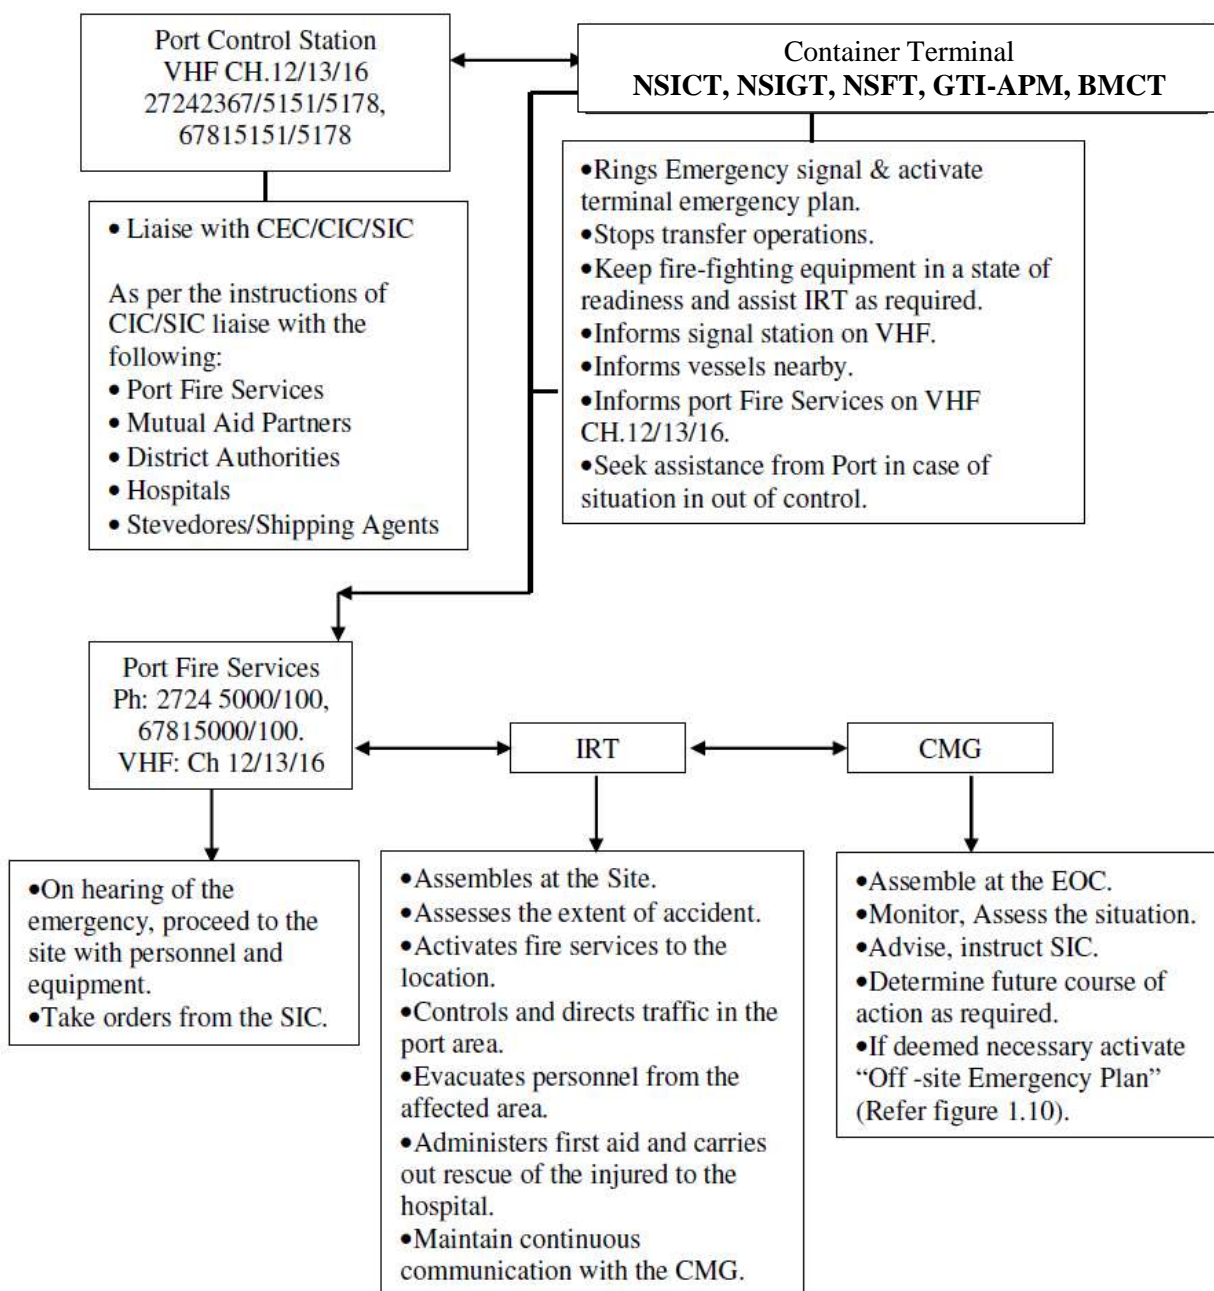 Port Control Station
VHF CH.12/13/16
27242367/5151/5178,
67815151/5178
Container Terminal
NSICT, NSIGT, NSFT, GTI-APM, BMCT
• Liaise with CEC/CIC/SIC
As per the instructions of
CIC/SIC liaise with the
following:
• Port Fire Services
• Mutual Aid Partners
• District Authorities
• Hospitals
• Stevedores/Shipping Agents
•Rings Emergency signal & activate
terminal emergency plan.
•Stops transfer operations.
•Keep fire-fighting equipment in a state of
readiness and assist IRT as required.
•Informs signal station on VHF.
•Informs vessels nearby.
•Informs port Fire Services on VHF
CH.12/13/16.
•Seek assistance from Port in case of
situation in out of control.
Port Fire Services
Ph: 2724 5000/100,
67815000/100.
VHF: Ch 12/13/16
IRT
CMG
•On hearing of the
emergency, proceed to the
site with personnel and
equipment.
•Take orders from the SIC.
•Assembles at the Site.
•Assesses the extent of accident.
•Activates fire services to the
location.
•Controls and directs traffic in the
port area.
•Evacuates personnel from the
affected area.
•Administers first aid and carries
out rescue of the injured to the
hospital.
•Maintain continuous
communication with the CMG.
•Assemble at the EOC.
•Monitor, Assess the situation.
•Advise, instruct SIC.
•Determine future course of
action as required.
•If deemed necessary activate
“Off -site Emergency Plan”
(Refer figure 1.10).